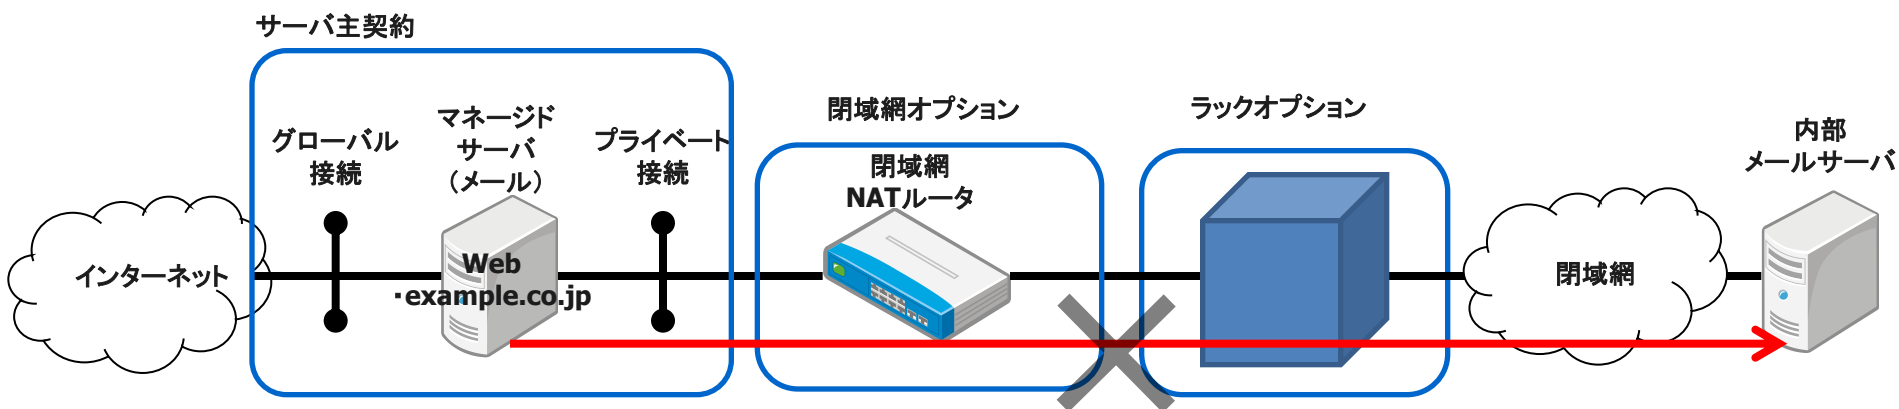 サーバ主契約
グローバル
接続
マネージド
サーバ
（メール）
プライベート
接続
閉域網オプション
閉域網
NATルータ
ラックオプション
内部
メールサーバ
インターネット
Web
・example.co.jp
閉域網